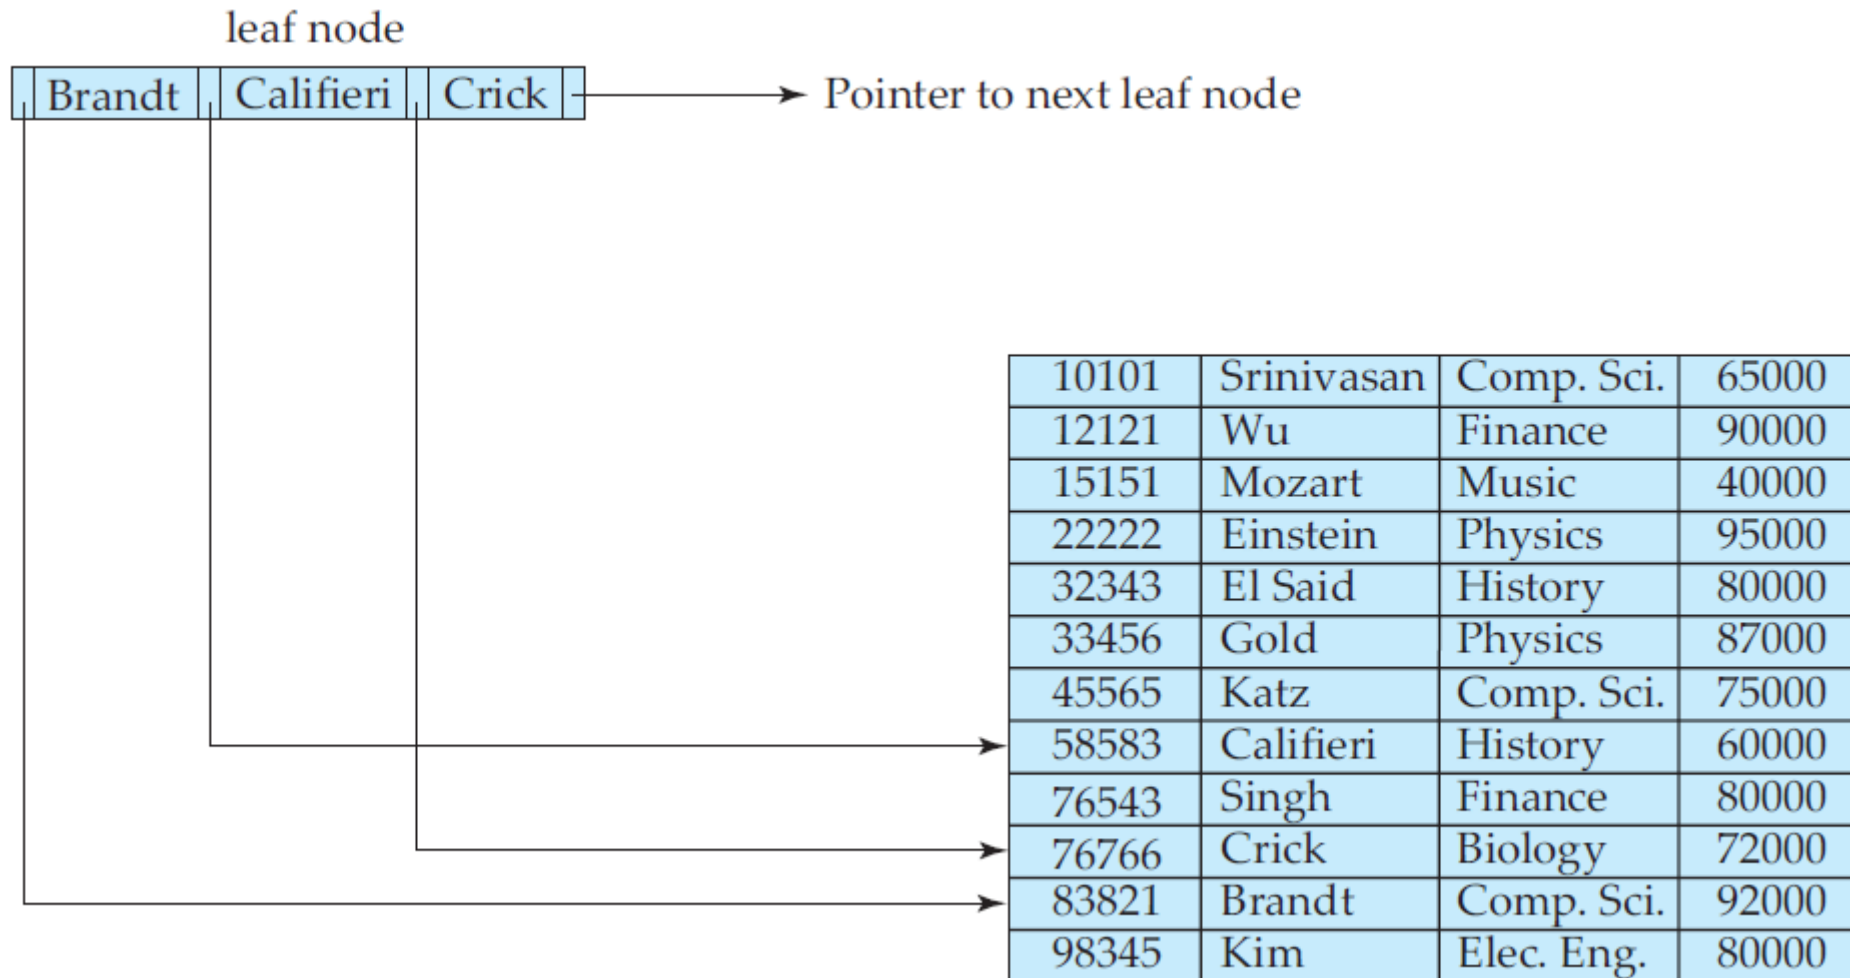 leaf node
Brandt Califieri Crick Pointer to next leaf node
10101 Srinivasan Comp. Sci. 65000
12121 Wu Finance 90000
15151 Mozart Music 40000
22222 Einstein Physics 95000
32343 El Said History 80000
33456 Gold Physics 87000
45565 Katz Comp. Sci. 75000
58583 Califieri History 60000
76543 Singh Finance 80000
76766 Crick Biology 72000
83821 Brandt Comp. Sci. 92000
98345 Kim Elec. Eng. 80000